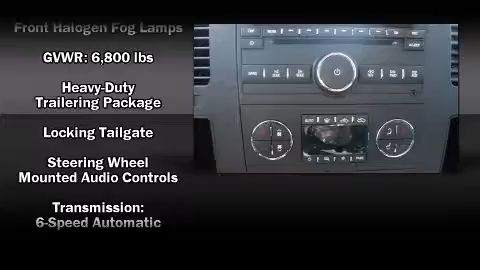 Front Halogen Fog Lamps
GVWR: 6,800 lbs
Heavy-Duty
Trailering Package
Locking Tailgate
Steering Wheel
Mounted Audio Controls
Transmission:
6-Speed Automatic